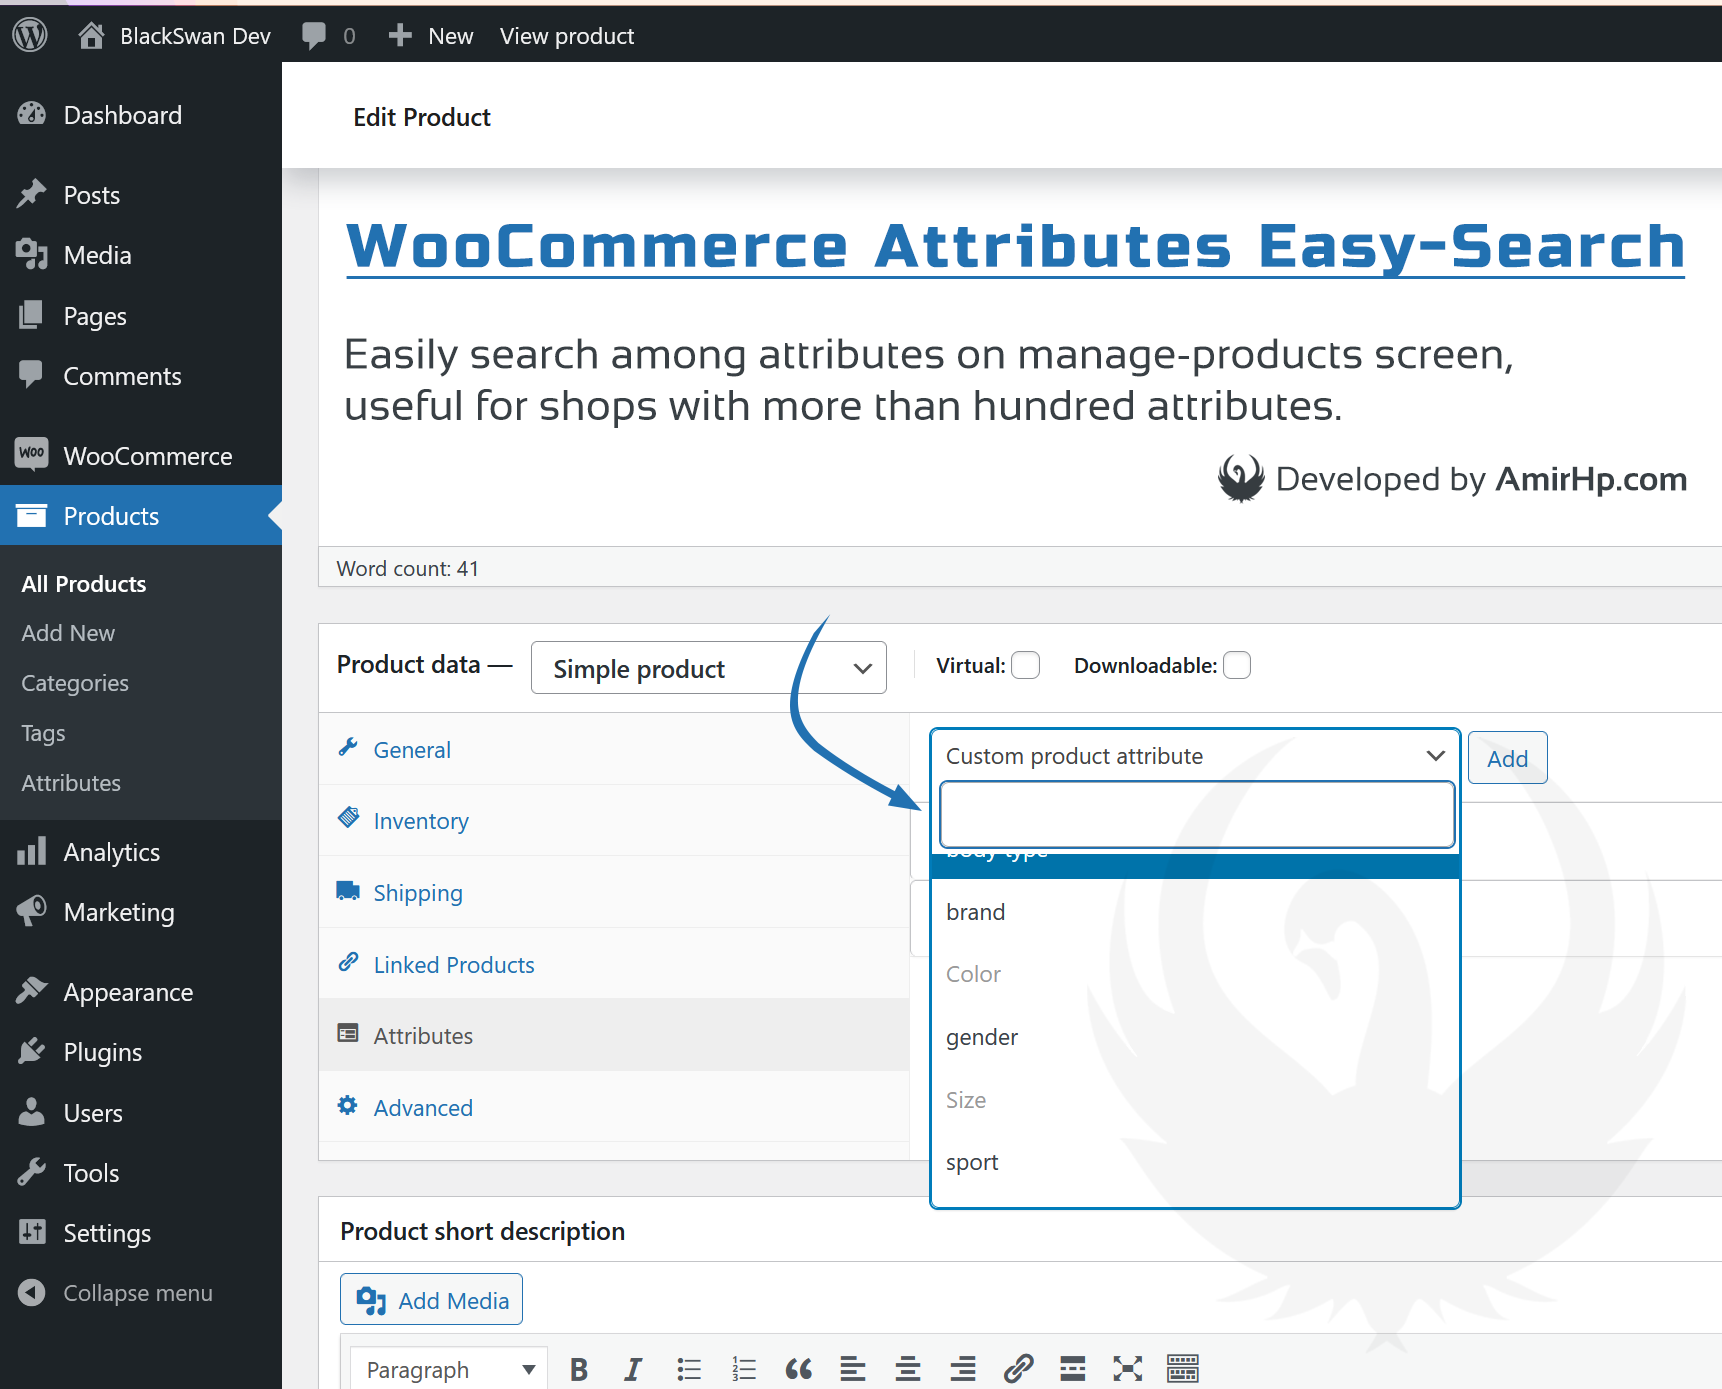 BlackSwan Dev 0 New View product
Dashboard
Posts
Media
Pages
Comments
WOO WooCommerce
Products
All Products
Add New
Categories
Tags
Attributes
Analytics
Marketing
Appearance
Plugins
Users
Tools
Settings
Collapse menu
Edit Product
WooCommerce Attributes Easy-Search
Easily search among attributes on manage-products screen,
useful for shops with more than hundred attributes.
Developed by AmirHp.com
Word count: 41
Product data — Simple product Virtual: Downloadable:
General
Inventory
Shipping
Linked Products
Attributes
Advanced
Custom product attribute Add
body type
brand
Color
gender
Size
sport
Product short description
Add Media
Paragraph